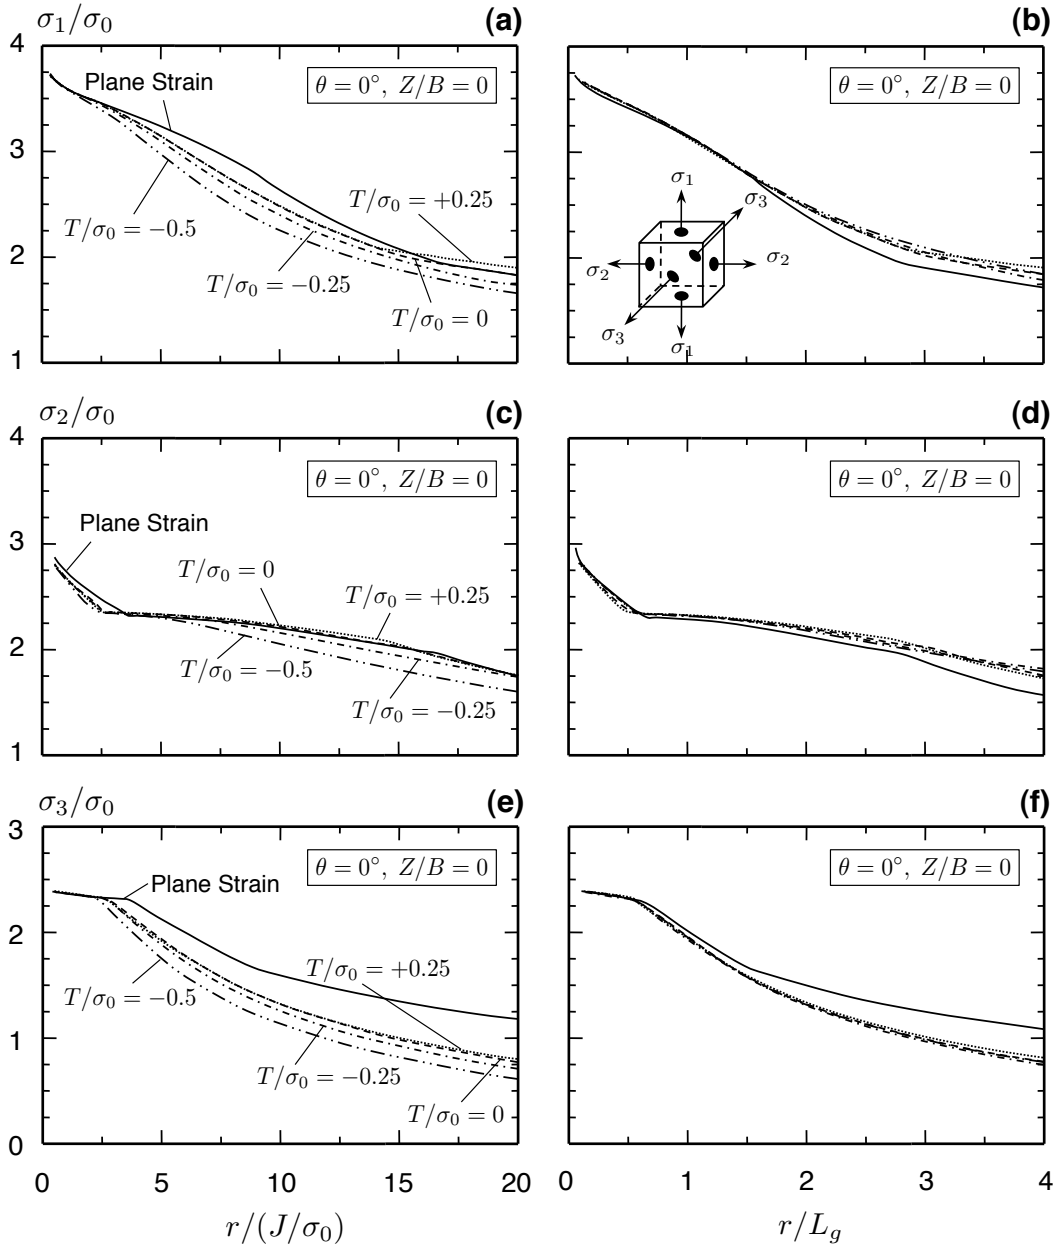 σ₁/σ₀
(a)
(b)
4
3
2
1
Plane Strain
θ = 0°, Z/B = 0
T/σ₀ = +0.25
T/σ₀ = −0.5
T/σ₀ = −0.25
T/σ₀ = 0
θ = 0°, Z/B = 0
σ₁
σ₃
σ₂
σ₂
σ₃
σ₁
σ₂/σ₀
(c)
(d)
4
3
2
1
θ = 0°, Z/B = 0
Plane Strain
T/σ₀ = 0
T/σ₀ = +0.25
T/σ₀ = −0.5
T/σ₀ = −0.25
θ = 0°, Z/B = 0
σ₃/σ₀
(e)
(f)
3
2
1
0
θ = 0°, Z/B = 0
Plane Strain
T/σ₀ = +0.25
T/σ₀ = −0.5
T/σ₀ = −0.25
T/σ₀ = 0
θ = 0°, Z/B = 0
0 5 10 15 20
0 1 2 3 4
r/(J/σ₀)
r/L_g